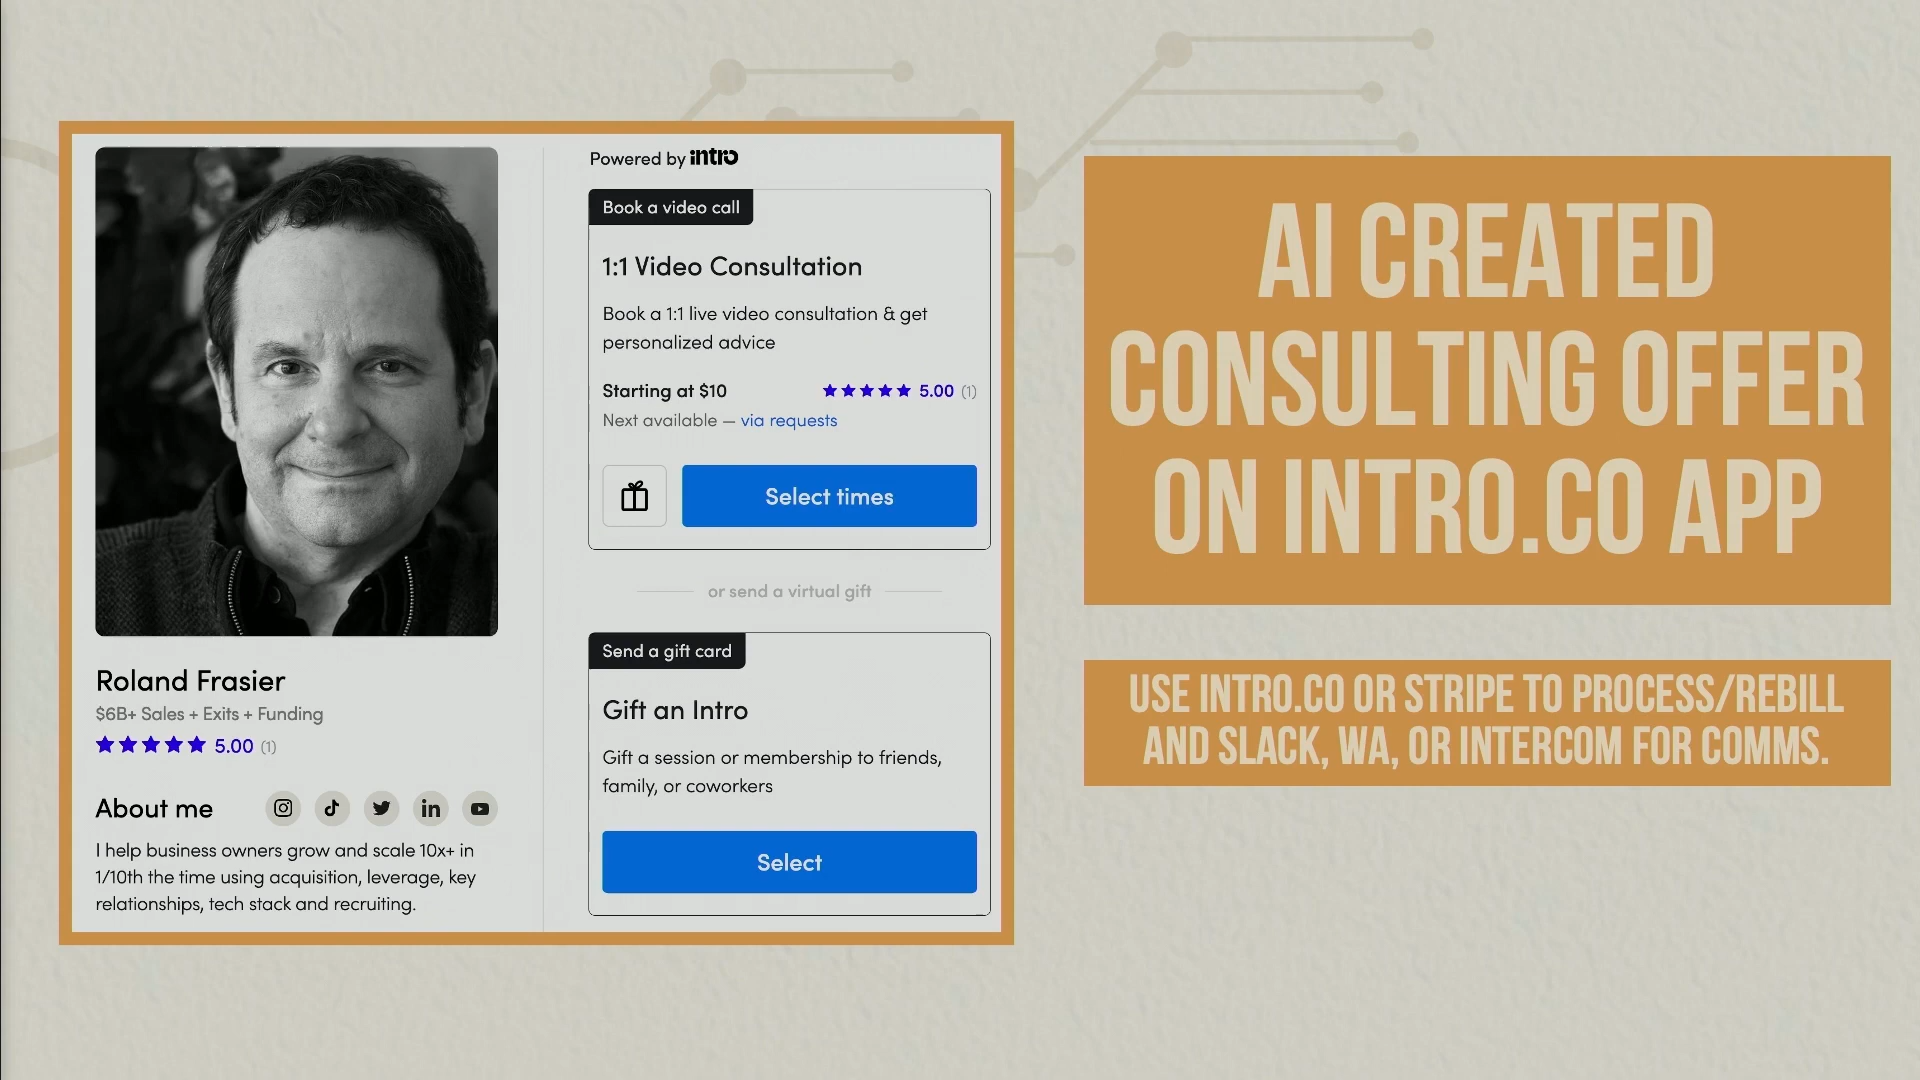 Powered by intro
Book a video call
1:1 Video Consultation
Book a 1:1 live video consultation & get
personalized advice
Starting at $10
5.00 (1)
Next available — via requests
Select times
or send a virtual gift
Send a gift card
Gift an Intro
Gift a session or membership to friends,
family, or coworkers
Select
Roland Frasier
$6B+ Sales + Exits + Funding
5.00 (1)
About me
I help business owners grow and scale 10x+ in
1/10th the time using acquisition, leverage, key
relationships, tech stack and recruiting.
AI CREATED
CONSULTING OFFER
ON INTRO.CO APP
USE INTRO.CO OR STRIPE TO PROCESS/REBILL
AND SLACK, WA, OR INTERCOM FOR COMMS.